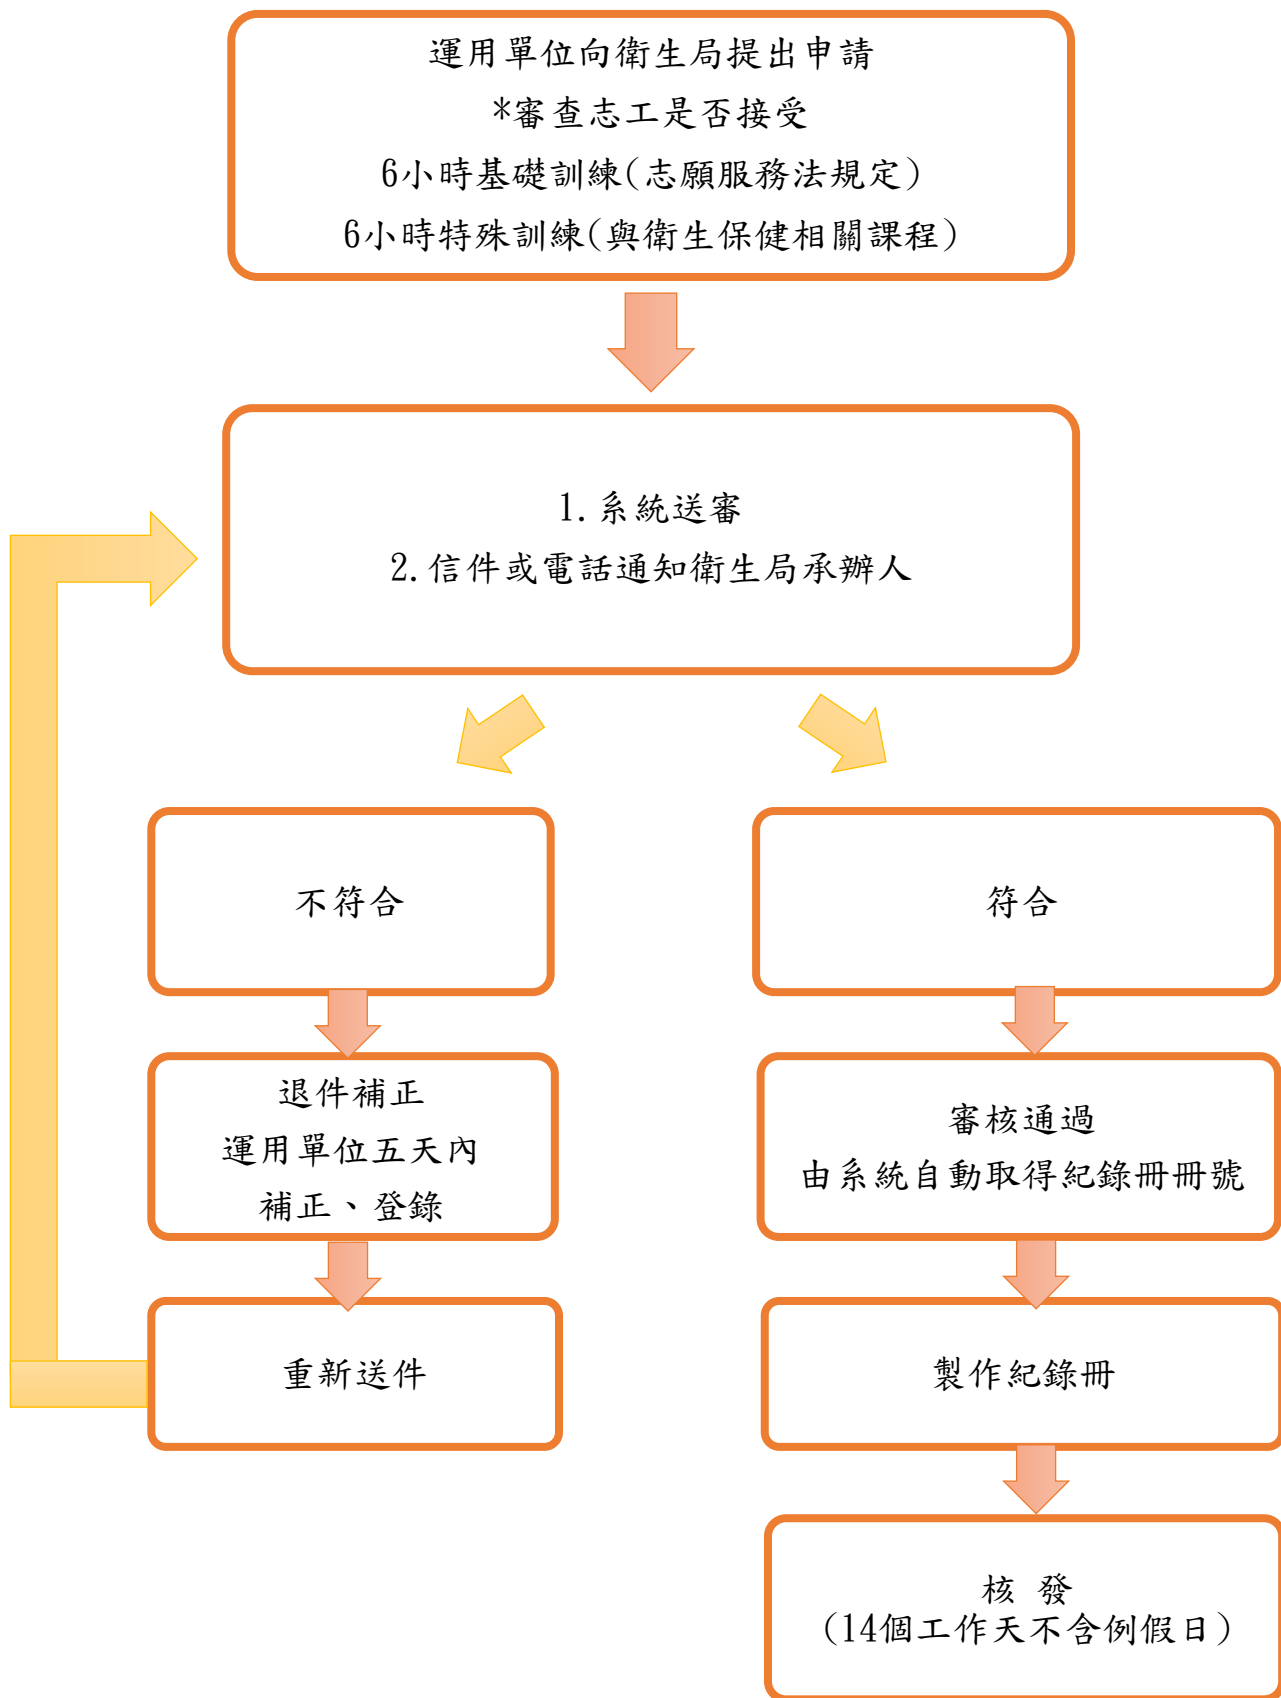 運用單位向衛生局提出申請
*審查志工是否接受
6小時基礎訓練(志願服務法規定)
6小時特殊訓練(與衛生保健相關課程)
1.系統送審
2.信件或電話通知衛生局承辦人
不符合
符合
退件補正
運用單位五天內
補正、登錄
審核通過
由系統自動取得紀錄冊冊號
重新送件
製作紀錄冊
核 發
(14個工作天不含例假日)